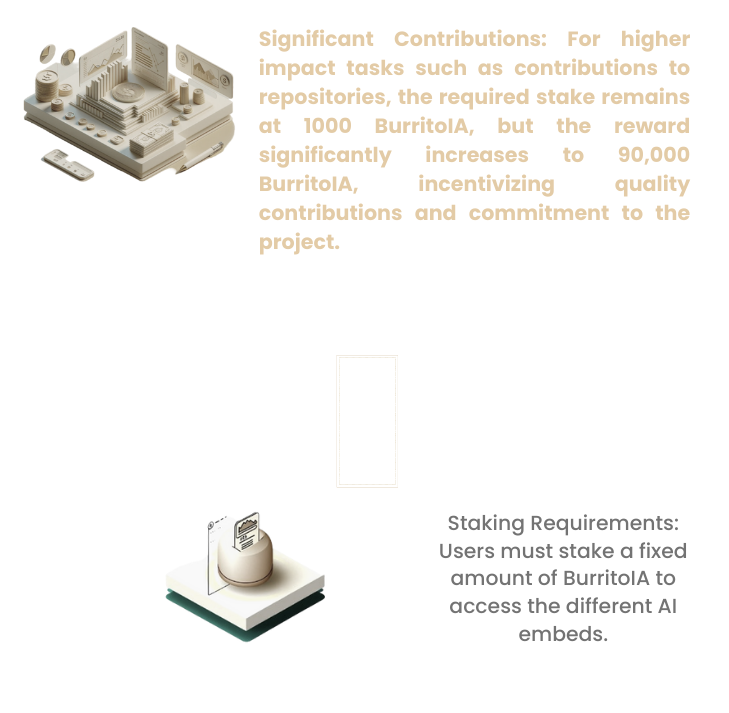 Significant Contributions: For higher
impact tasks such as contributions to
repositories, the required stake remains
at 1000 BurritoIA, but the reward
significantly increases to 90,000
BurritoIA, incentivizing quality
contributions and commitment to the
project.
Staking Requirements:
Users must stake a fixed
amount of BurritoIA to
access the different AI
embeds.